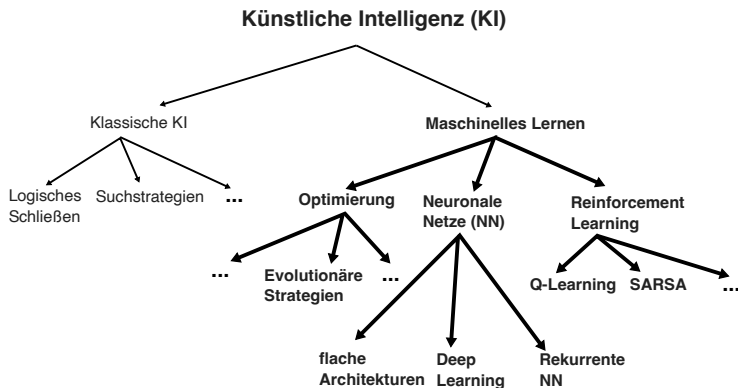 Künstliche Intelligenz (KI)
Klassische KI
Maschinelles Lernen
Logisches
Schließen
Suchstrategien
...
Optimierung
Neuronale
Netze (NN)
Reinforcement
Learning
...
Evolutionäre
Strategien
...
Q-Learning
SARSA
...
flache
Architekturen
Deep
Learning
Rekurrente
NN